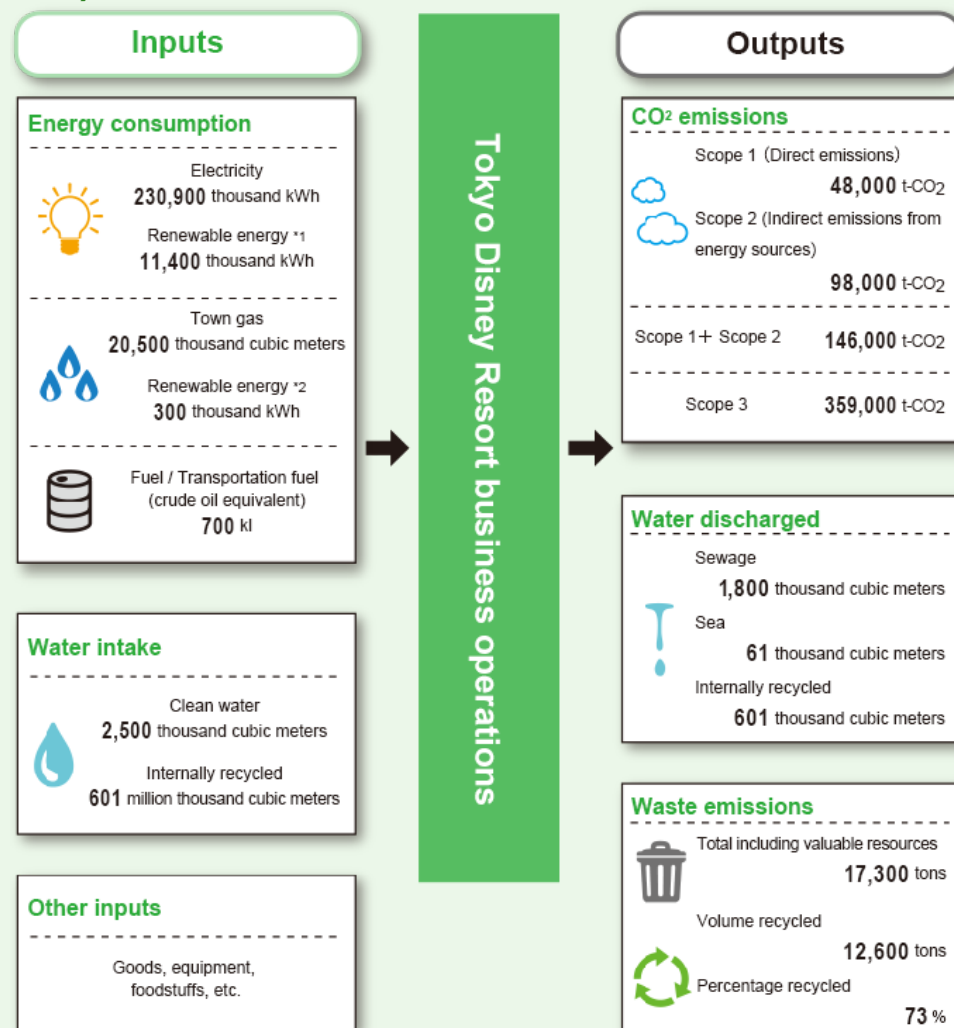 Inputs
Energy consumption
Electricity
230,900 thousand kWh
Renewable energy *1
11,400 thousand kWh
Town gas
20,500 thousand cubic meters
Renewable energy *2
300 thousand kWh
Fuel / Transportation fuel
(crude oil equivalent)
700 kl
Water intake
Clean water
2,500 thousand cubic meters
Internally recycled
601 million thousand cubic meters
Other inputs
Goods, equipment,
foodstuffs, etc.
Tokyo Disney Resort business operations
Outputs
CO2 emissions
Scope 1 (Direct emissions)
48,000 t-CO2
Scope 2 (Indirect emissions from
energy sources)
98,000 t-CO2
Scope 1+ Scope 2 146,000 t-CO2
Scope 3 359,000 t-CO2
Water discharged
Sewage
1,800 thousand cubic meters
Sea
61 thousand cubic meters
Internally recycled
601 thousand cubic meters
Waste emissions
Total including valuable resources
17,300 tons
Volume recycled
12,600 tons
Percentage recycled
73 %